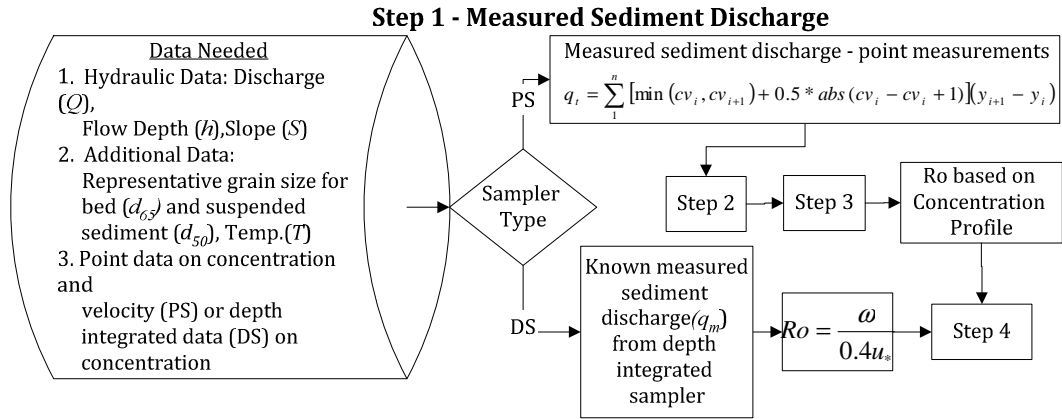 Step 1 - Measured Sediment Discharge
Data Needed
1. Hydraulic Data: Discharge
(Q),
Flow Depth (h),Slope (S)
2. Additional Data:
Representative grain size for
bed (d₆₅) and suspended
sediment (d₅₀), Temp.(T)
3. Point data on concentration
and
velocity (PS) or depth
integrated data (DS) on
concentration
Sampler
Type
PS
Measured sediment discharge - point measurements
qₜ = ∑ₙ₁ [min (cvᵢ, cvᵢ₊₁) + 0.5 * abs (cvᵢ − cvᵢ + 1)](yᵢ₊₁ − yᵢ)
Step 2
Step 3
Ro based on
Concentration
Profile
DS
Known measured
sediment
discharge(qₘ)
from depth
integrated
sampler
Ro = ω / 0.4u*
Step 4